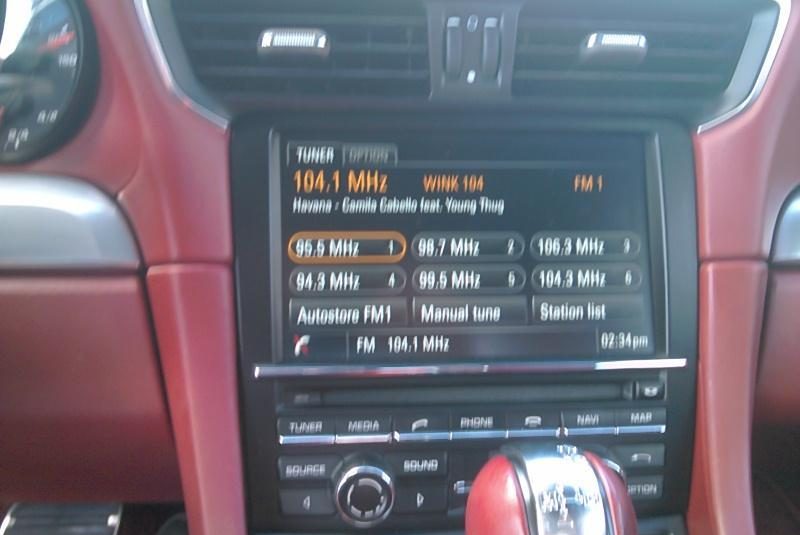 TUNER OPTION
104.1 MHz WINK 104 FM 1
Havana - Camila Cabello feat. Young Thug
95.5 MHz 1 98.7 MHz 2 106.3 MHz 3
94.3 MHz 4 99.5 MHz 5 104.3 MHz 6
Autostore FM1 Manual tune Station list
FM 104.1 MHz 02:34pm
TUNER MEDIA PHONE NAVI MAP
SOURCE SOUND
OPTION